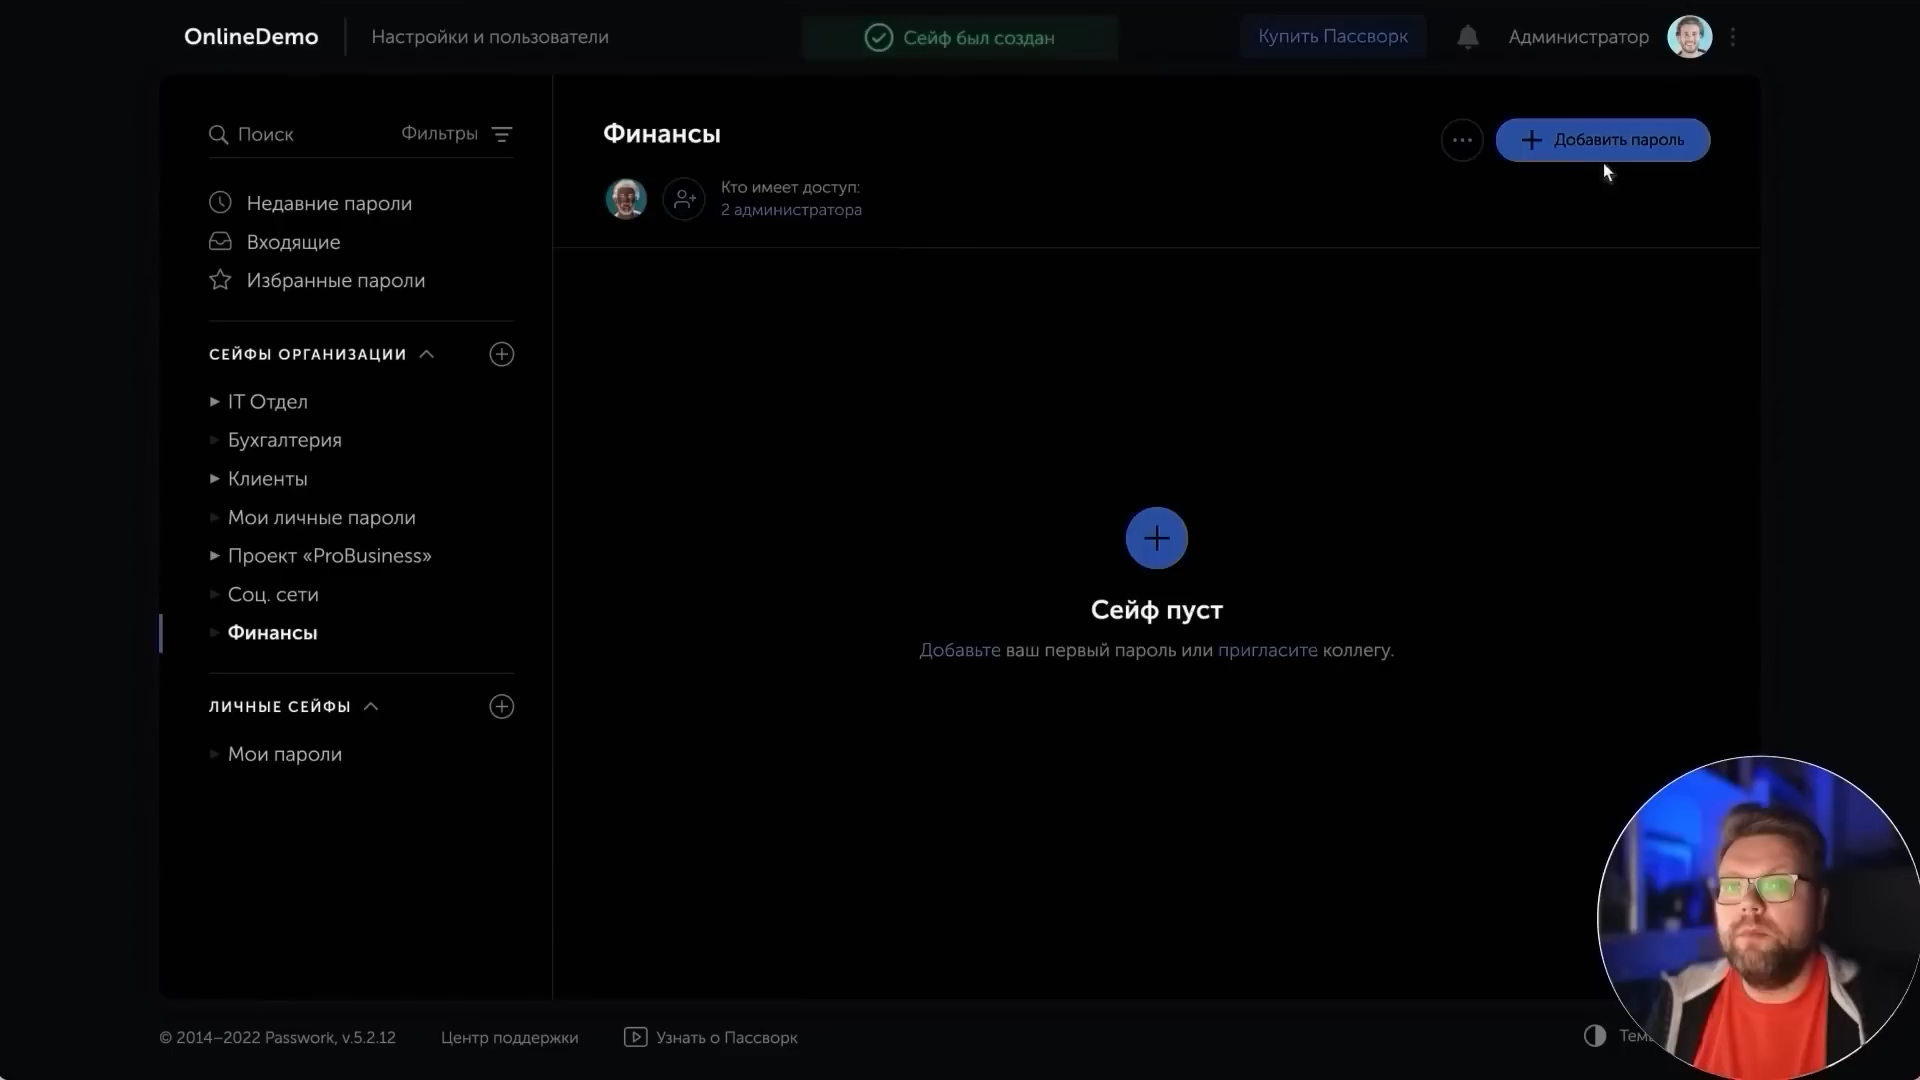 OnlineDemo
Настройки и пользователи
Сейф был создан
Купить Пассворк
Администратор
Поиск
Фильтры
Недавние пароли
Входящие
Избранные пароли
СЕЙФЫ ОРГАНИЗАЦИИ
IT Отдел
Бухгалтерия
Клиенты
Мои личные пароли
Проект «ProBusiness»
Соц. сети
Финансы
ЛИЧНЫЕ СЕЙФЫ
Мои пароли
Финансы
Добавить пароль
Кто имеет доступ:
2 администратора
Сейф пуст
Добавьте ваш первый пароль или пригласите коллегу.
© 2014–2022 Passwork, v.5.2.12
Центр поддержки
Узнать о Пассворк